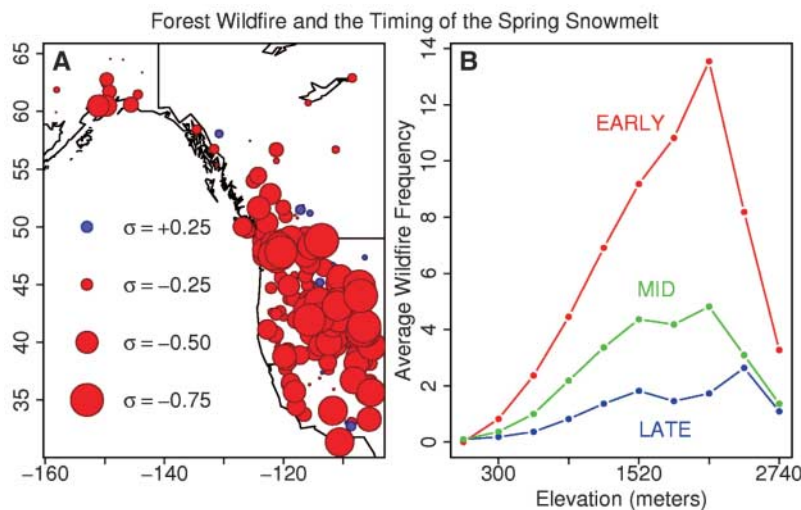 Forest Wildfire and the Timing of the Spring Snowmelt
A
65
60
55
50
45
40
35
σ = +0.25
σ = −0.25
σ = −0.50
σ = −0.75
−160
−140
−120
B
Average Wildfire Frequency
14
12
10
8
6
4
2
0
EARLY
MID
LATE
300
1520
2740
Elevation (meters)